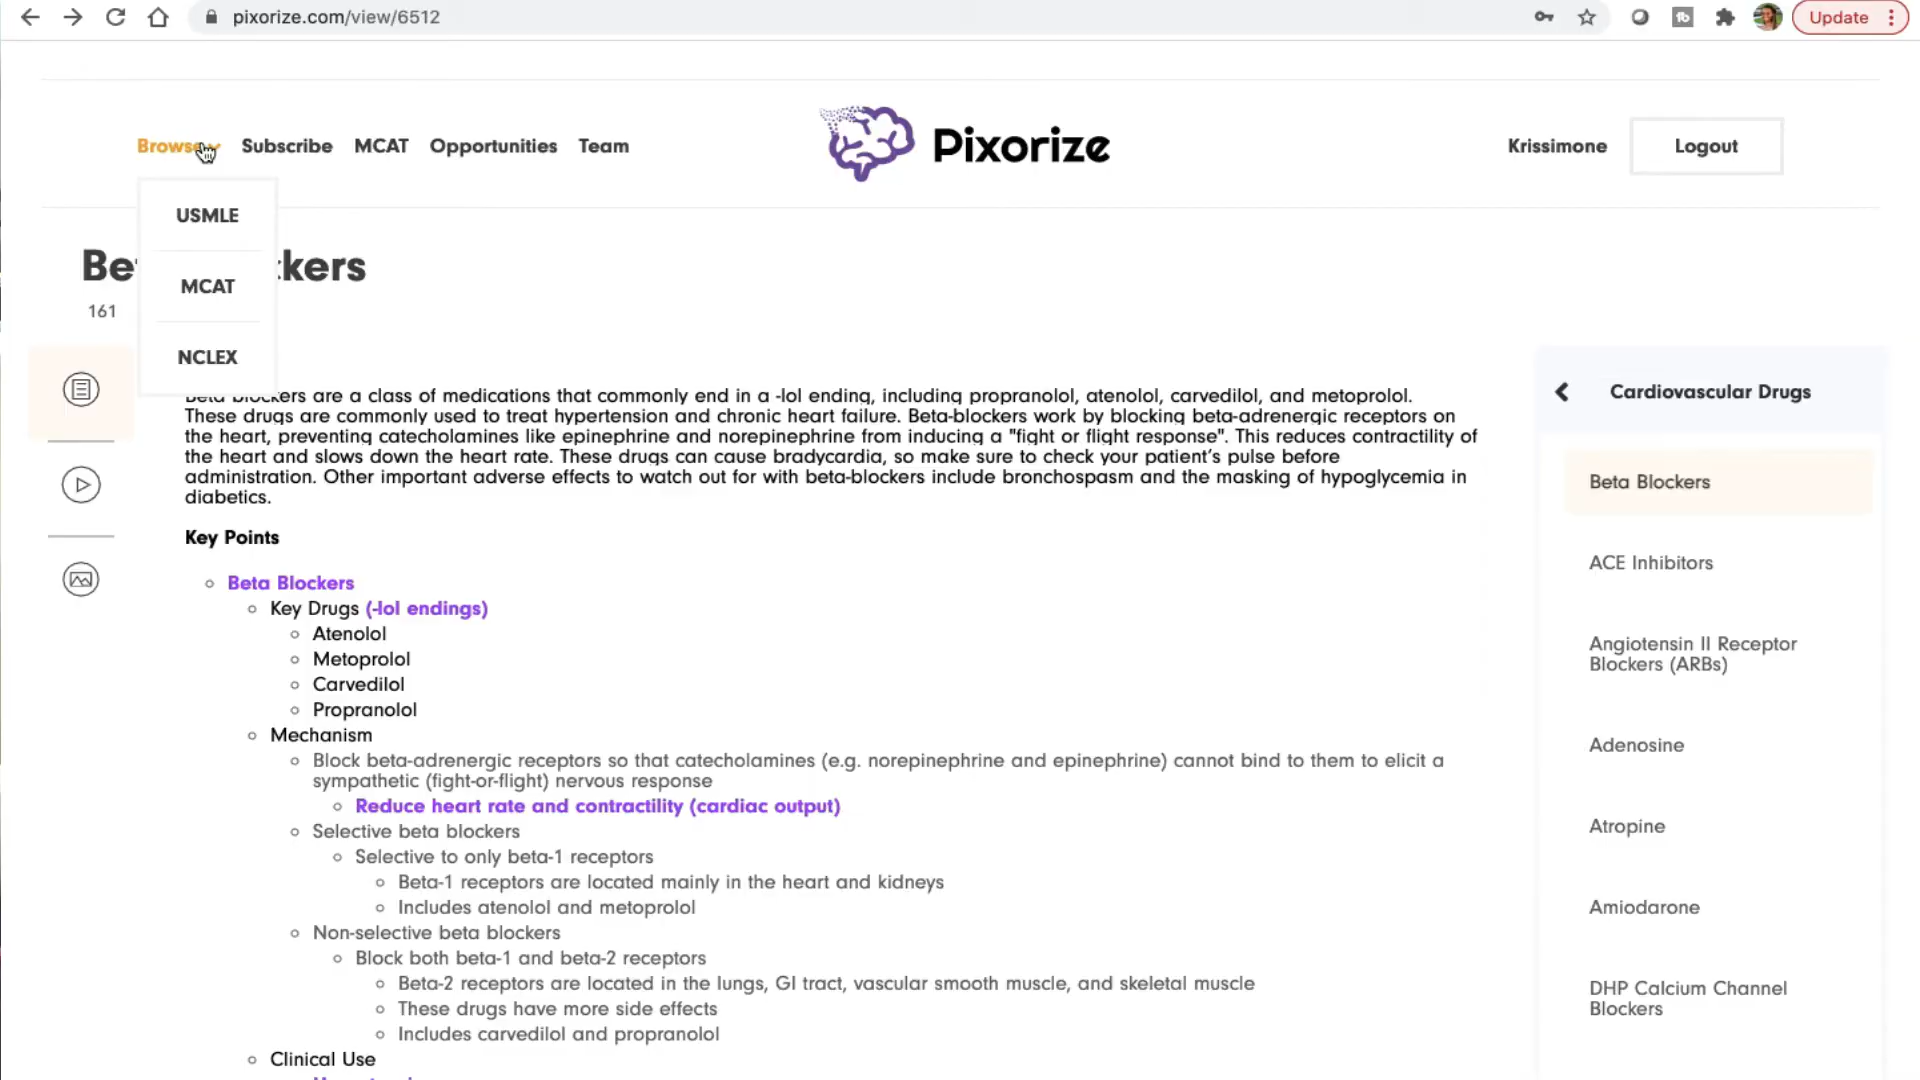 pixorize.com/view/6512
Update
Browse Subscribe MCAT Opportunities Team
Pixorize
Krissimone
Logout
USMLE
MCAT
NCLEX
Be ckers
161
Beta blockers are a class of medications that commonly end in a -lol ending, including propranolol, atenolol, carvedilol, and metoprolol.
These drugs are commonly used to treat hypertension and chronic heart failure. Beta-blockers work by blocking beta-adrenergic receptors on
the heart, preventing catecholamines like epinephrine and norepinephrine from inducing a "fight or flight response". This reduces contractility of
the heart and slows down the heart rate. These drugs can cause bradycardia, so make sure to check your patient's pulse before
administration. Other important adverse effects to watch out for with beta-blockers include bronchospasm and the masking of hypoglycemia in
diabetics.
Key Points
Beta Blockers
Key Drugs (-lol endings)
Atenolol
Metoprolol
Carvedilol
Propranolol
Mechanism
Block beta-adrenergic receptors so that catecholamines (e.g. norepinephrine and epinephrine) cannot bind to them to elicit a
sympathetic (fight-or-flight) nervous response
Reduce heart rate and contractility (cardiac output)
Selective beta blockers
Selective to only beta-1 receptors
Beta-1 receptors are located mainly in the heart and kidneys
Includes atenolol and metoprolol
Non-selective beta blockers
Block both beta-1 and beta-2 receptors
Beta-2 receptors are located in the lungs, GI tract, vascular smooth muscle, and skeletal muscle
These drugs have more side effects
Includes carvedilol and propranolol
Clinical Use
Cardiovascular Drugs
Beta Blockers
ACE Inhibitors
Angiotensin II Receptor
Blockers (ARBs)
Adenosine
Atropine
Amiodarone
DHP Calcium Channel
Blockers